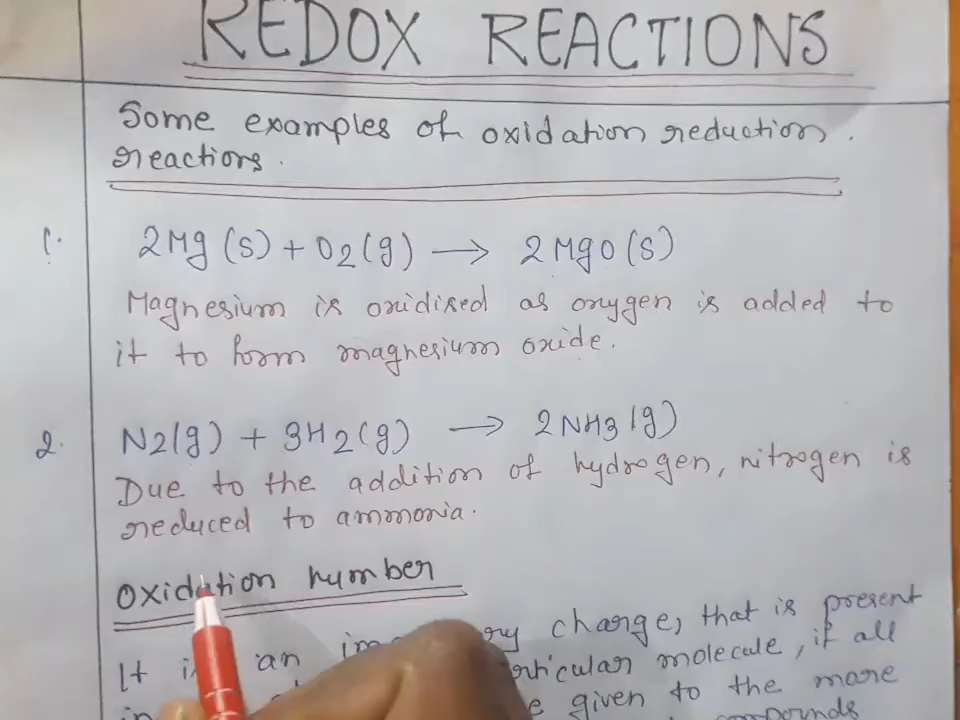 REDOX REACTIONS
Some examples of oxidation reduction.
reactions.
1. 2Mg (s) + O2 (g) → 2MgO (s)
Magnesium is oxidised as oxygen is added to
it to form magnesium oxide.
2. N2(g) + 3H2(g) → 2NH3(g)
Due to the addition of hydrogen, nitrogen is
reduced to ammonia.
Oxidation number
It is an charge, that is present
molecule, if all
given to the more